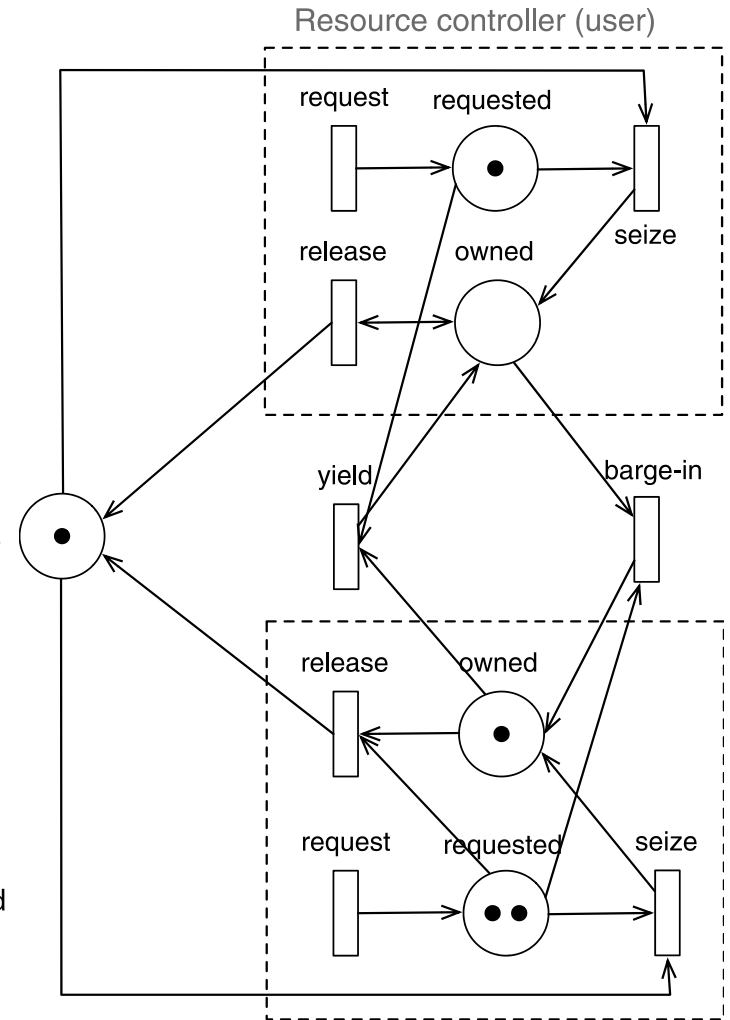 Resource controller (user)
request
requested
seize
release
owned
yield
barge-in
release
owned
request
requested
seize
d